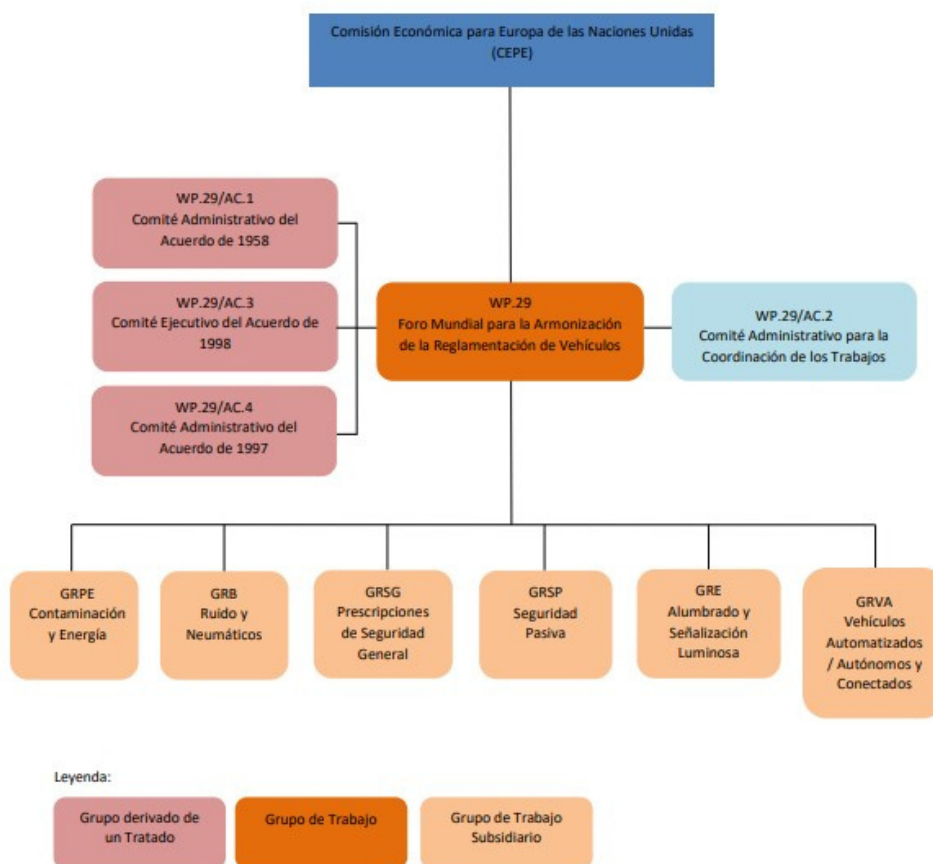 Comisión Económica para Europa de las Naciones Unidas
(CEPE)
WP.29/AC.1
Comité Administrativo del
Acuerdo de 1958
WP.29/AC.3
Comité Ejecutivo del Acuerdo de
1998
WP.29/AC.4
Comité Administrativo del
Acuerdo de 1997
WP.29
Foro Mundial para la Armonización
de la Reglamentación de Vehículos
WP.29/AC.2
Comité Administrativo para la
Coordinación de los Trabajos
GRPE
Contaminación
y Energía
GRB
Ruido y
Neumáticos
GRSG
Prescripciones
de Seguridad
General
GRSP
Seguridad
Pasiva
GRE
Alumbrado y
Señalización
Luminosa
GRVA
Vehículos
Automatizados
/ Autónomos y
Conectados
Leyenda:
Grupo derivado de
un Tratado
Grupo de Trabajo
Grupo de Trabajo
Subsidiario